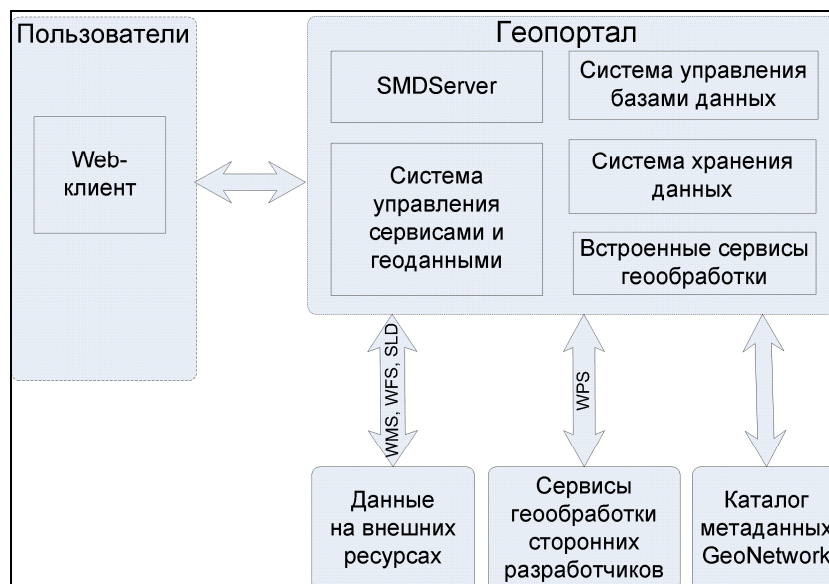 Пользователи
Web-
клиент
Геопортал
SMDServer
Система управления
базами данных
Система
управления
сервисами и
геоданными
Система хранения
данных
Встроенные сервисы
геообработки
WMS, WFS, SLD
WPS
Данные
на внешних
ресурсах
Сервисы
геообработки
сторонних
разработчиков
Каталог
метаданных
GeoNetwork